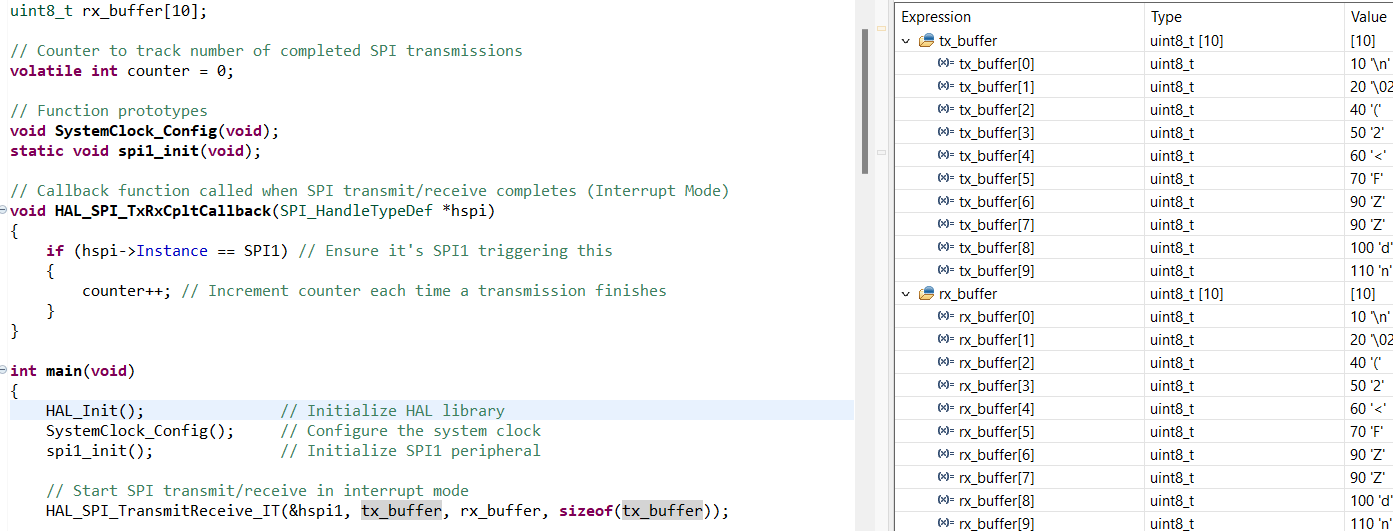 uint8_t rx_buffer[10];
// Counter to track number of completed SPI transmissions
volatile int counter = 0;
// Function prototypes
void SystemClock_Config(void);
static void spi1_init(void);
// Callback function called when SPI transmit/receive completes (Interrupt Mode)
void HAL_SPI_TxRxCpltCallback(SPI_HandleTypeDef *hspi)
{
if (hspi->Instance == SPI1) // Ensure it's SPI1 triggering this
{
counter++; // Increment counter each time a transmission finishes
}
}
int main(void)
{
HAL_Init(); // Initialize HAL library
SystemClock_Config(); // Configure the system clock
spi1_init(); // Initialize SPI1 peripheral
// Start SPI transmit/receive in interrupt mode
HAL_SPI_TransmitReceive_IT(&hspi1, tx_buffer, rx_buffer, sizeof(tx_buffer));
Expression Type Value
tx_buffer uint8_t [10] [10]
(x)= tx_buffer[0] uint8_t 10 '\n'
(x)= tx_buffer[1] uint8_t 20 '\02
(x)= tx_buffer[2] uint8_t 40 '('
(x)= tx_buffer[3] uint8_t 50 '2'
(x)= tx_buffer[4] uint8_t 60 '<'
(x)= tx_buffer[5] uint8_t 70 'F'
(x)= tx_buffer[6] uint8_t 90 'Z'
(x)= tx_buffer[7] uint8_t 90 'Z'
(x)= tx_buffer[8] uint8_t 100 'd'
(x)= tx_buffer[9] uint8_t 110 'n'
rx_buffer uint8_t [10] [10]
(x)= rx_buffer[0] uint8_t 10 '\n'
(x)= rx_buffer[1] uint8_t 20 '\02
(x)= rx_buffer[2] uint8_t 40 '('
(x)= rx_buffer[3] uint8_t 50 '2'
(x)= rx_buffer[4] uint8_t 60 '<'
(x)= rx_buffer[5] uint8_t 70 'F'
(x)= rx_buffer[6] uint8_t 90 'Z'
(x)= rx_buffer[7] uint8_t 90 'Z'
(x)= rx_buffer[8] uint8_t 100 'd'
(x)= rx_buffer[9] uint8_t 110 'n'